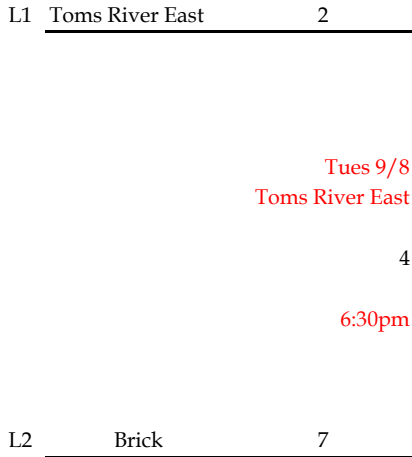 L1 Toms River East 2
Tues 9/8
Toms River East
4
6:30pm
L2 Brick 7